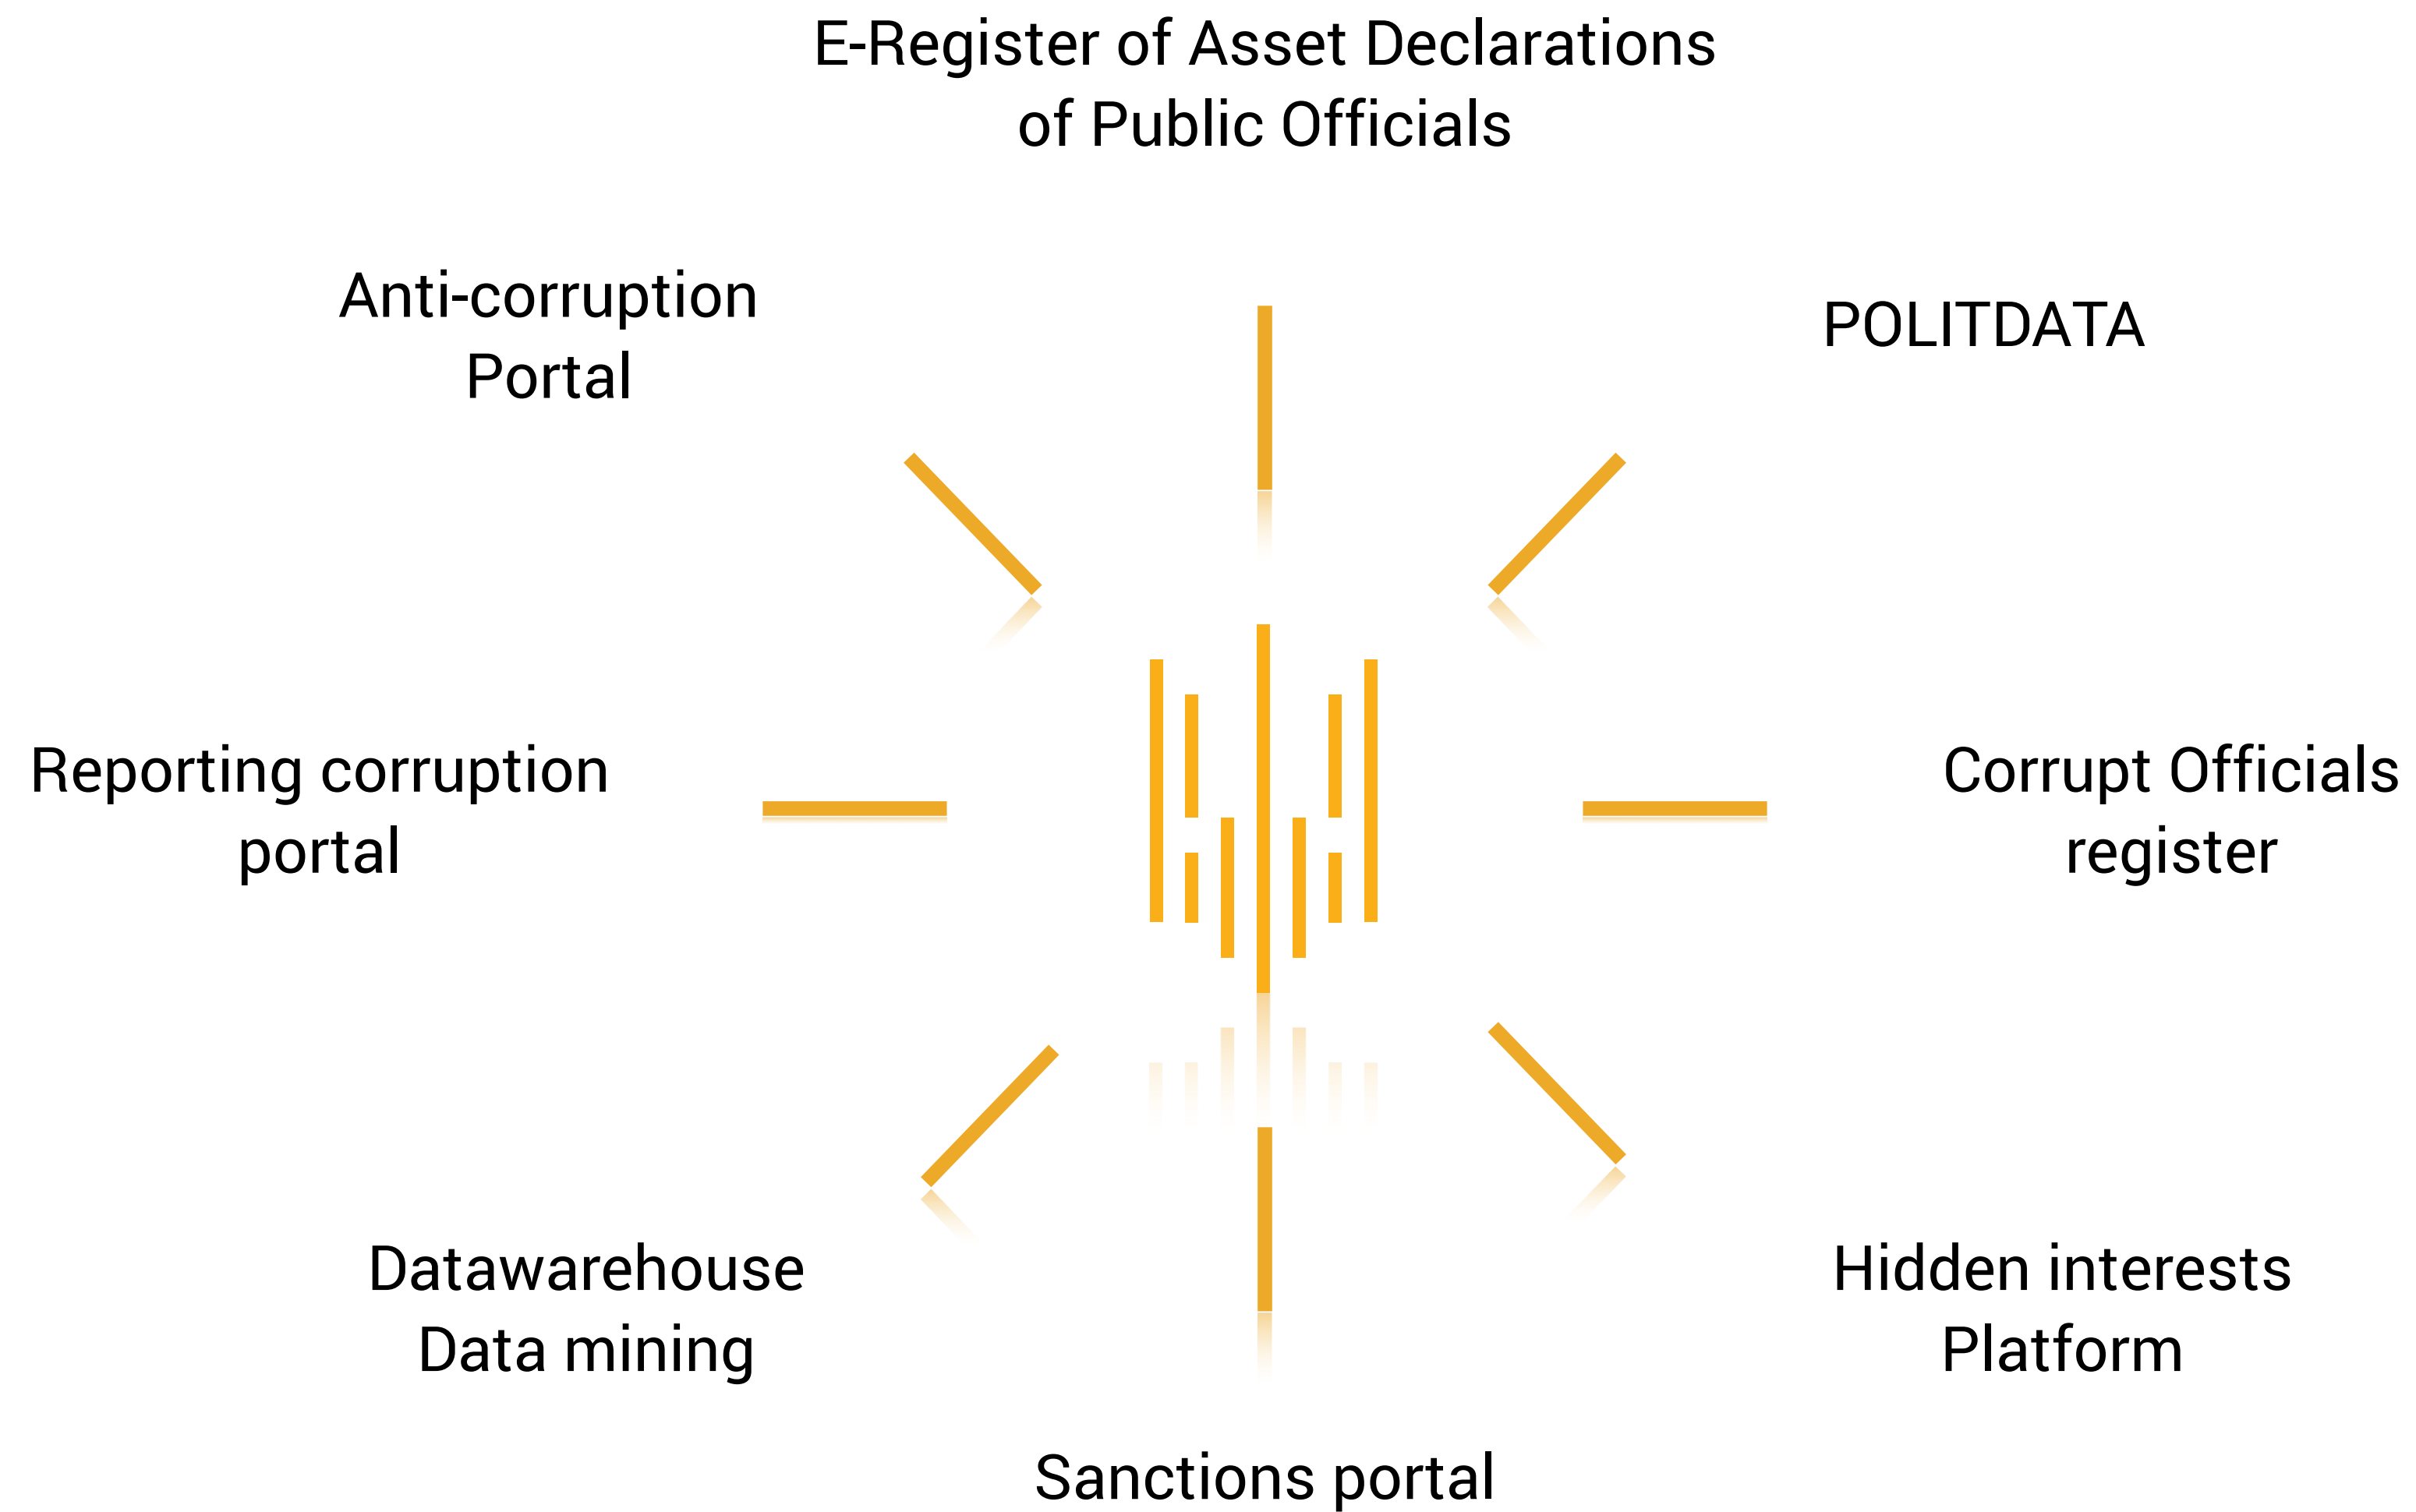 E-Register of Asset Declarations
of Public Officials
Anti-corruption
Portal
POLITDATA
Reporting corruption
portal
Corrupt Officials
register
Datawarehouse
Data mining
Hidden interests
Platform
Sanctions portal